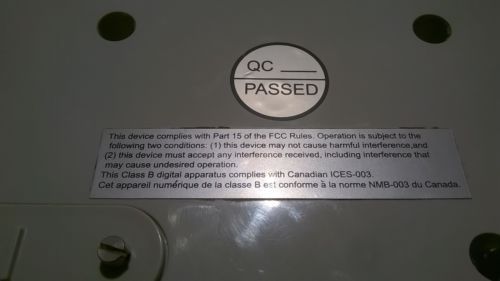 QC ____
PASSED
This device complies with Part 15 of the FCC Rules. Operation is subject to the
following two conditions: (1) this device may not cause harmful interference,and
(2) this device must accept any interference received, including interference that
may cause undesired operation.
This Class B digital apparatus complies with Canadian ICES-003.
Cet appareil numérique de la classe B est conforme à la norme NMB-003 du Canada.